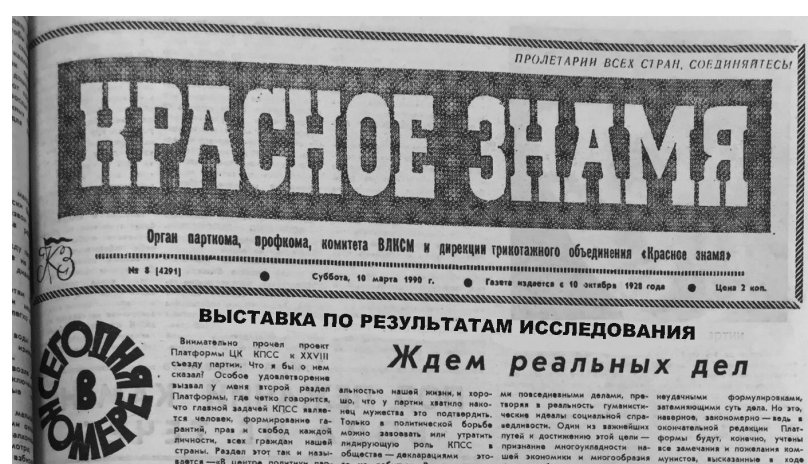 ПРОЛЕТАРИИ ВСЕХ СТРАН, СОЕДИНЯЙТЕСЬ
КРАСНОЕ ЗНАМЯ
Орган парткома, профкома, комитета ВЛКСМ и дирекции трикотажного объединения «Красное знамя»
КЗ
№ 8 (4291) ● Суббота, 10 марта 1990 г. ● Газета издается с 10 октября 1928 года ● Цена 2 коп.
ВЫСТАВКА ПО РЕЗУЛЬТАТАМ ИССЛЕДОВАНИЯ
СЕГОДНЯ
В
НОМЕРЕ
Ждем реальных дел
Внимательно прочел проект
Платформы ЦК КПСС к XXVIII
съезду партии. Что я бы о нем
сказал? Особое удовлетворение
вызвал у меня второй раздел
Платформы, где четко говорится,
что главной задачей КПСС являе-
тся человек, формирование га-
рантий, прав и свобод каждой
личности, всех граждан нашей
страны. Раздел этот так и назы-
вается — «В центре политики пар-
альностью нашей жизни, и хоро-
шо, что у партии хватило нако-
нец мужества это подтвердить.
Только в политической борьбе
можно завоевать или утратить
лидирующую роль КПСС в
обществе — декларациями это-
ми повседневными делами, пре-
творяя в реальность гуманисти-
ческие идеалы социальной спра-
ведливости. Один из важнейших
путей к достижению этой цели —
признание многоукладности на-
шей экономики и многообразия
неудачными формулировками,
затемняющими суть дела. Но это,
наверное, закономерно — ведь в
окончательной редакции Плат-
формы будут, конечно, учтены
все замечания и пожелания ком-
мунистов, высказанные в ходе